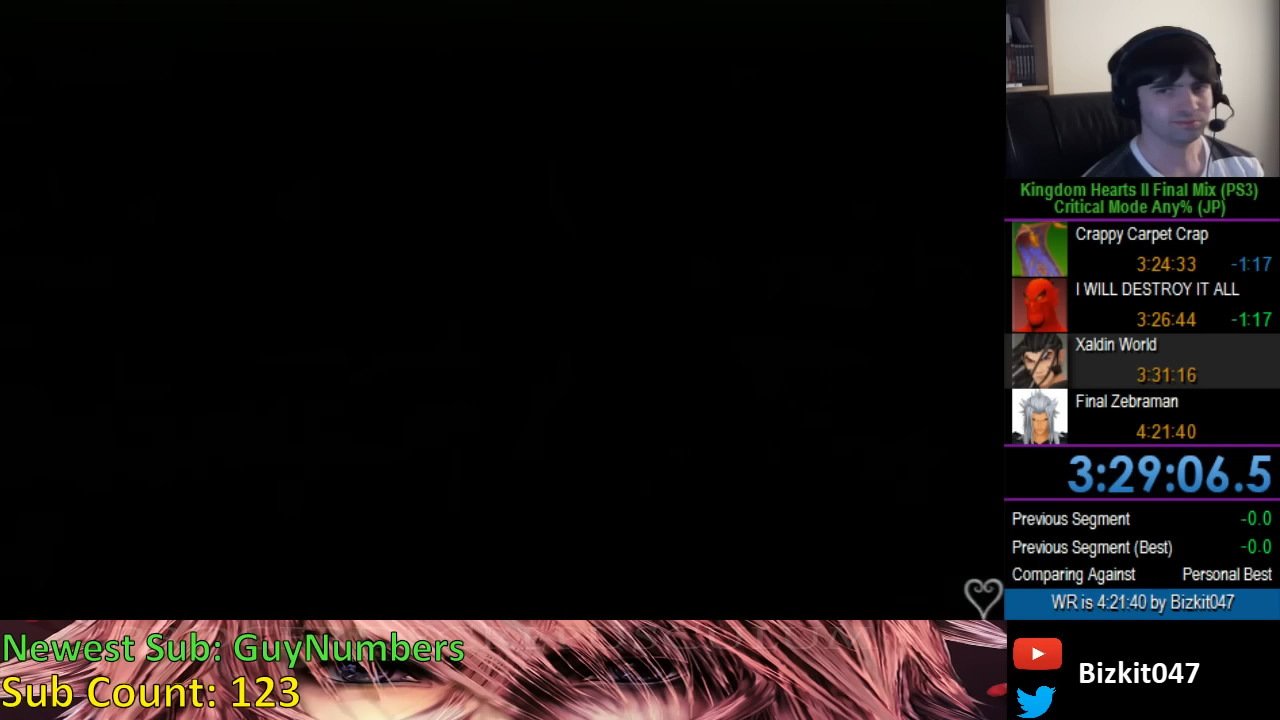 Kingdom Hearts II Final Mix (PS3)
Critical Mode Any% (JP)
Crappy Carpet Crap
3:24:33 -1:17
I WILL DESTROY IT ALL
3:26:44 -1:17
Xaldin World
3:31:16
Final Zebraman
4:21:40
3:29:06.5
Previous Segment -0.0
Previous Segment (Best) -0.0
Comparing Against Personal Best
WR is 4:21:40 by Bizkit047
Newest Sub: GuyNumbers
Sub Count: 123
Bizkit047